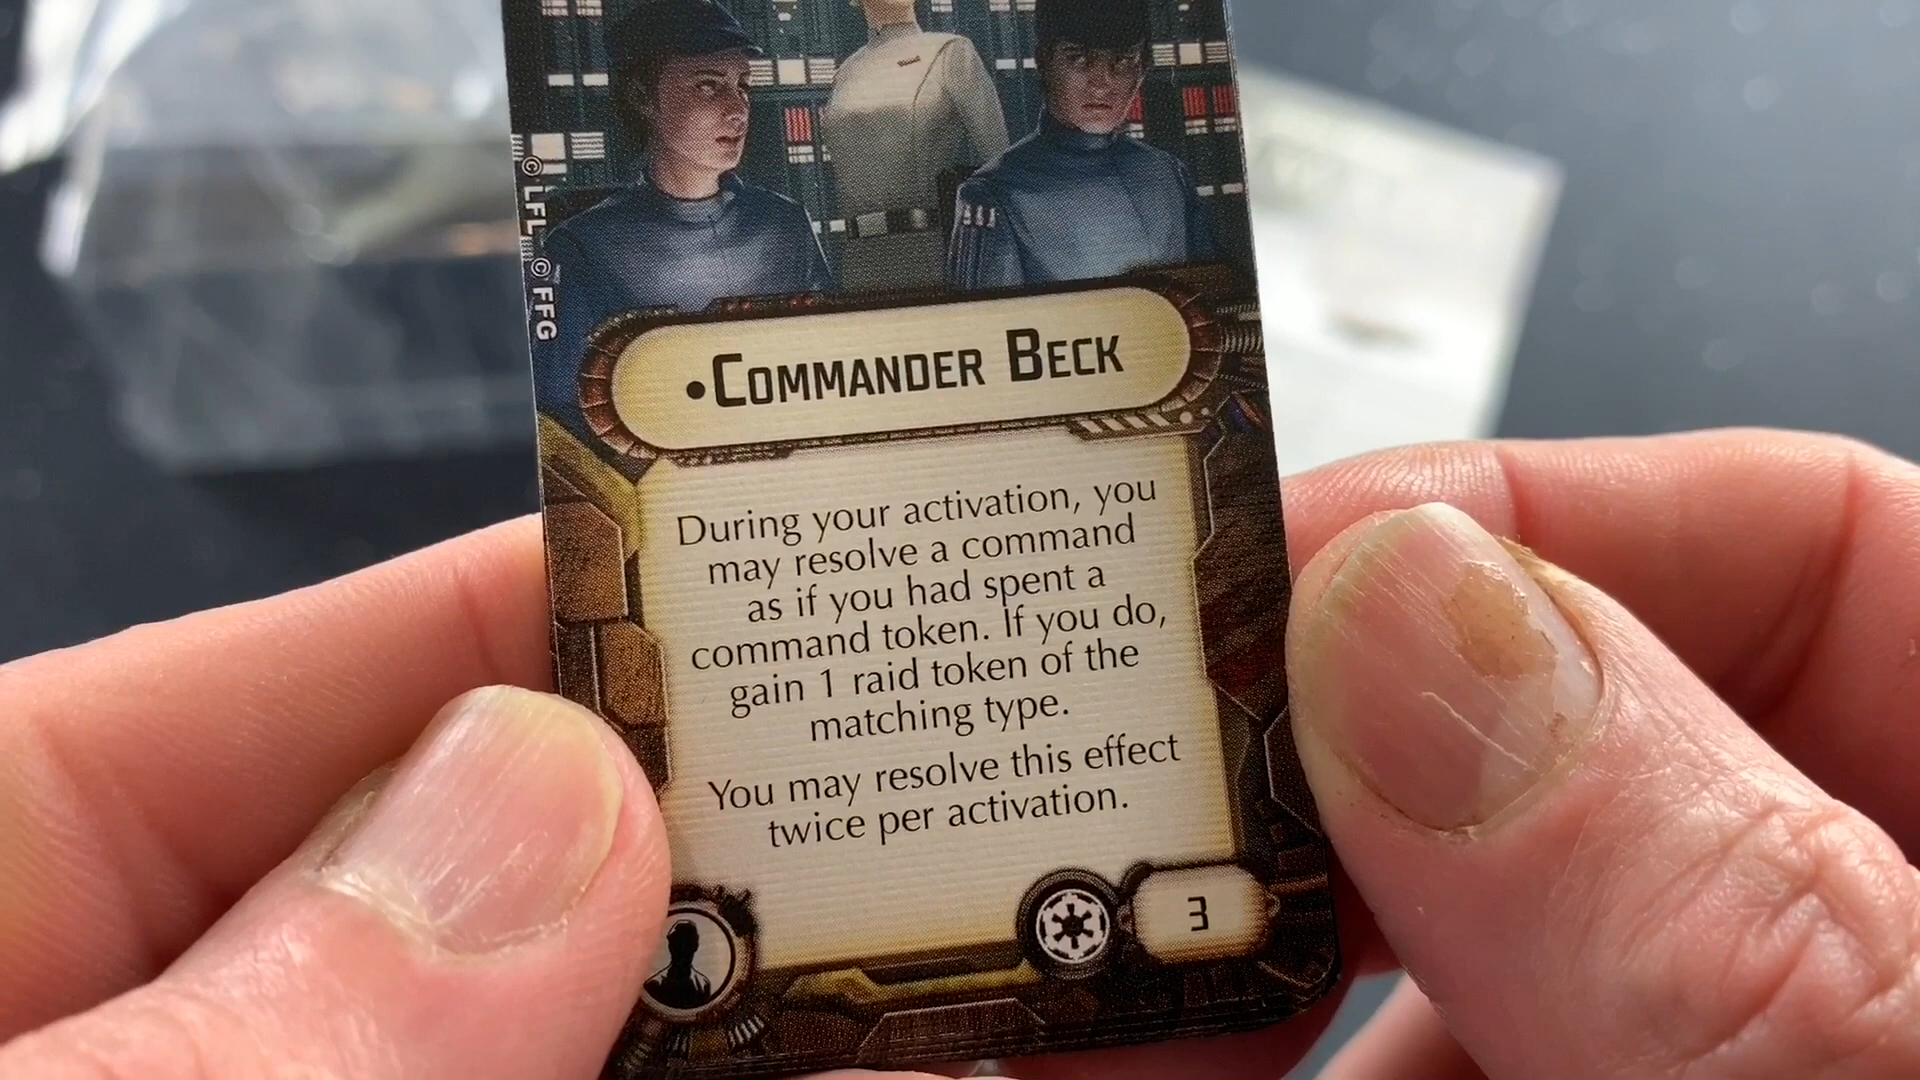 © LFL © FFG
•COMMANDER BECK
During your activation, you
may resolve a command
as if you had spent a
command token. If you do,
gain 1 raid token of the
matching type.
You may resolve this effect
twice per activation.
3